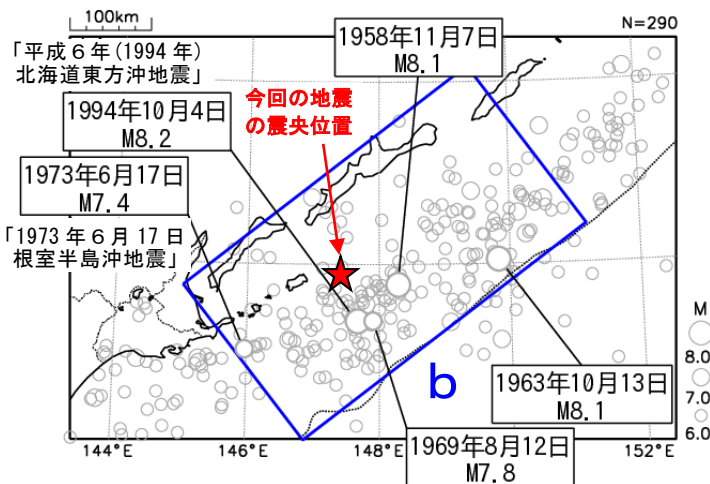 100km
N=290
「平成６年(1994 年)
北海道東方沖地震」
1958年11月7日
M8.1
今回の地震
の震央位置
1994年10月4日
M8.2
1973年6月17日
M7.4
「1973 年６月 17 日
根室半島沖地震」
M
8.0
7.0
6.0
b
1963年10月13日
M8.1
1969年8月12日
M7.8
144°E
146°E
148°E
152°E